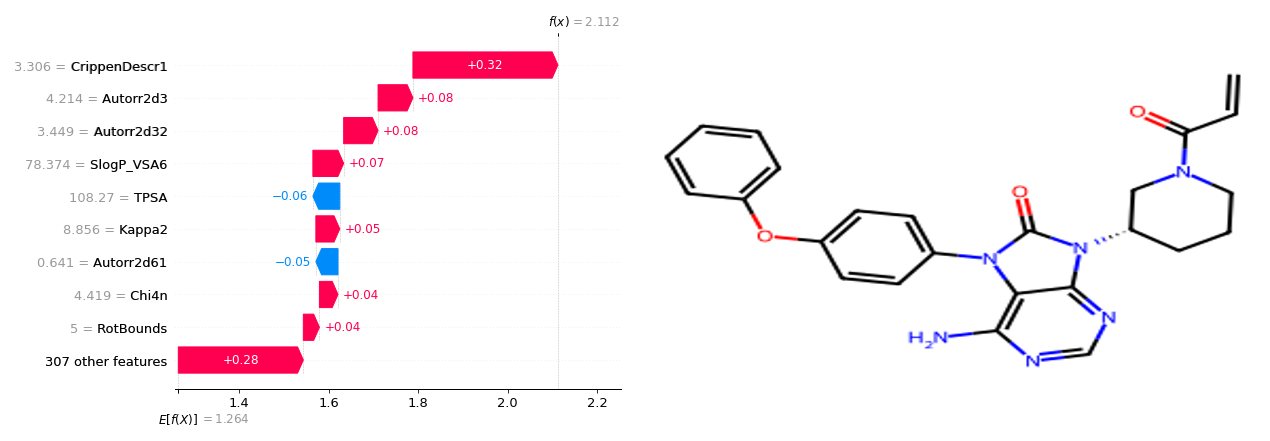 f(x) = 2.112
3.306 = CrippenDescr1
+0.32
4.214 = Autorr2d3
+0.08
3.449 = Autorr2d32
+0.08
78.374 = SlogP_VSA6
+0.07
108.27 = TPSA
−0.06
8.856 = Kappa2
+0.05
0.641 = Autorr2d61
−0.05
4.419 = Chi4n
+0.04
5 = RotBounds
+0.04
307 other features
+0.28
1.4 1.6 1.8 2.0 2.2
E[f(X)] = 1.264
O
N
O
O
N
N
N
H2N
N